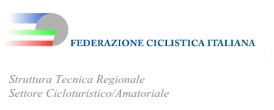 FEDERAZIONE CICLISTICA ITALIANA
Struttura Tecnica Regionale
Settore Cicloturistico/Amatoriale